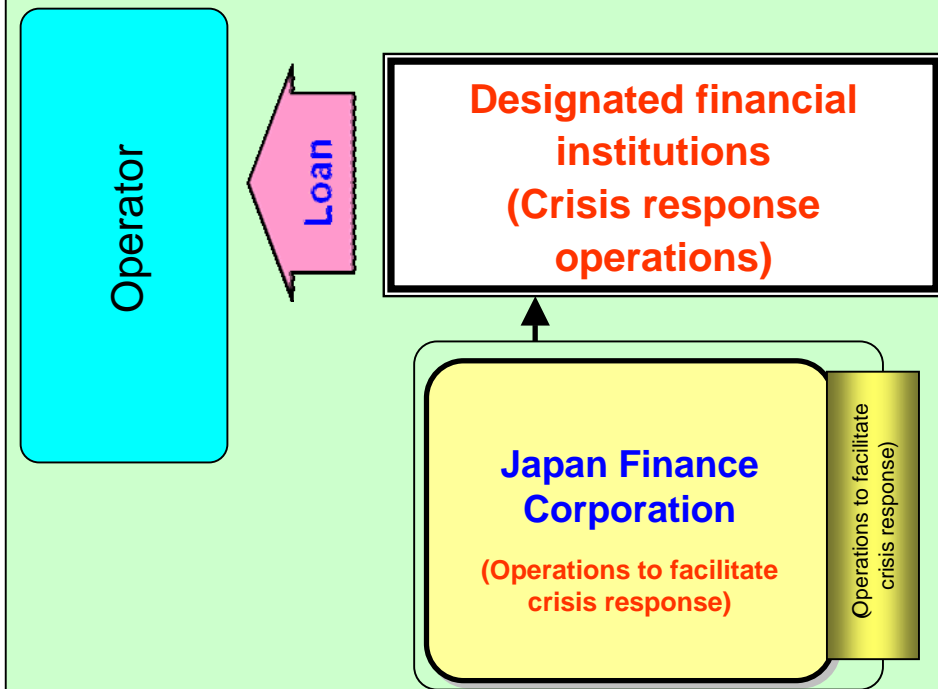 Operator
Loan
Designated financial
institutions
(Crisis response
operations)
Japan Finance
Corporation
(Operations to facilitate
crisis response)
(Operations to facilitate
crisis response)